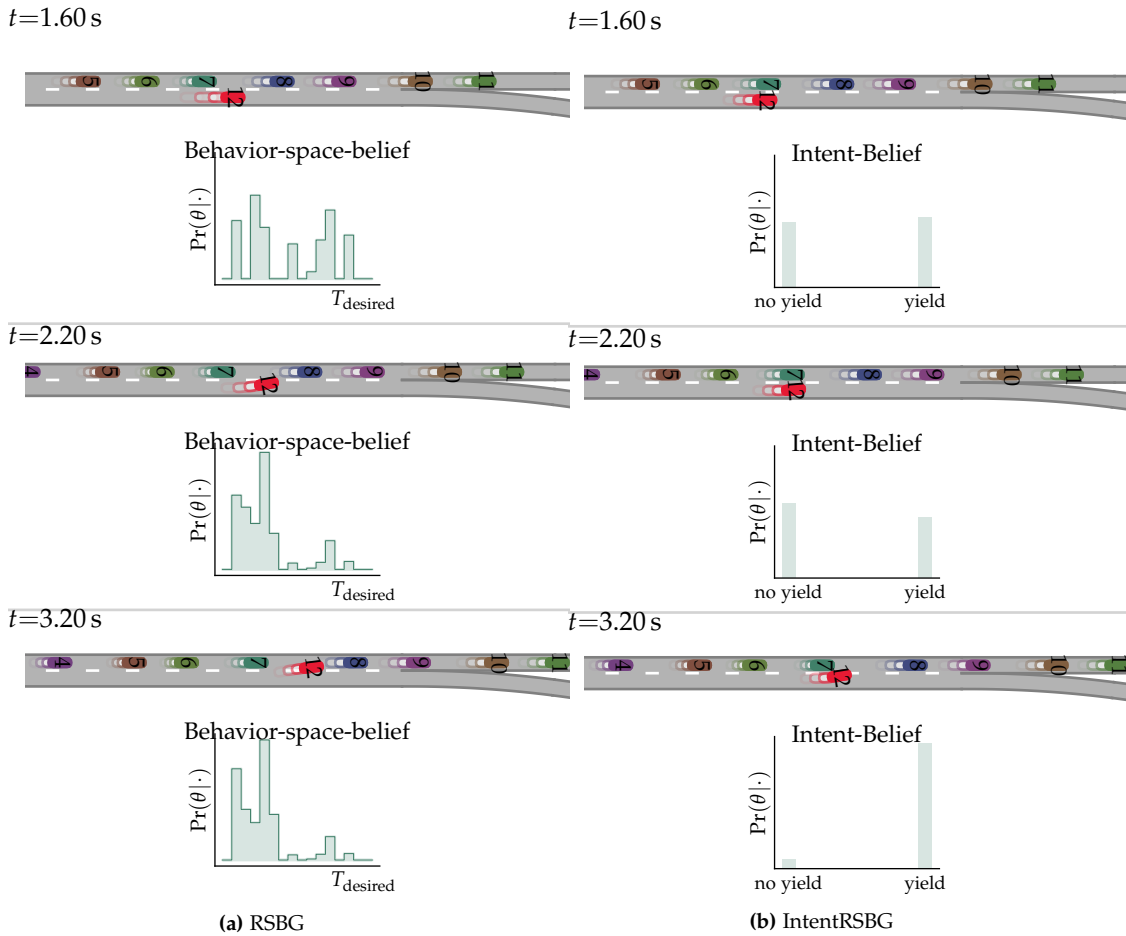 t=1.60 s
5 6 7 8 9 10 11
12
Behavior-space-belief
Pr(θ|·)
T_desired
t=2.20 s
4 5 6 7 8 9 10 11
12
Behavior-space-belief
Pr(θ|·)
T_desired
t=3.20 s
4 5 6 7 12 8 9 10 11
Behavior-space-belief
Pr(θ|·)
T_desired
(a) RSBG
t=1.60 s
5 6 7 8 9 10 11
12
Intent-Belief
Pr(θ|·)
no yield yield
t=2.20 s
4 5 6 7 8 9 10 11
12
Intent-Belief
Pr(θ|·)
no yield yield
t=3.20 s
4 5 6 7 8 9 10 11
12
Intent-Belief
Pr(θ|·)
no yield yield
(b) IntentRSBG